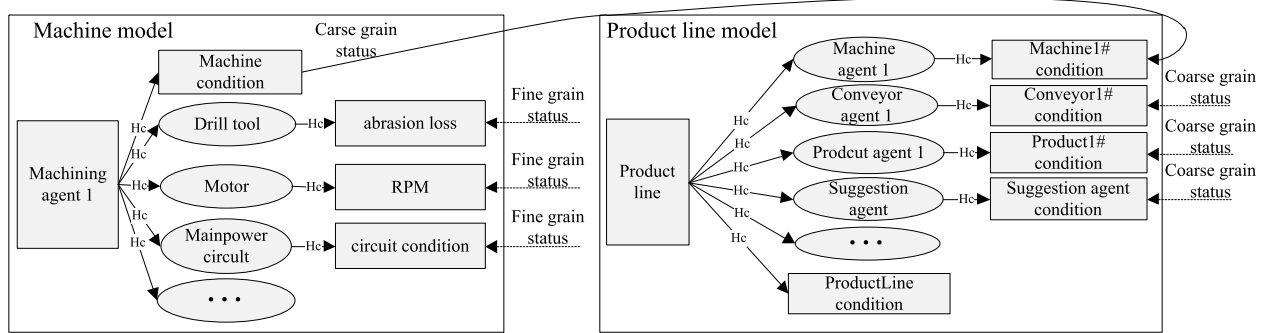 Machine model
Carse grain
status
Machine
condition
Hc
Drill tool
Hc
abrasion loss
Fine grain
status
Hc
Machining
agent 1
Hc
Motor
Hc
RPM
Fine grain
status
Hc
Mainpower
circult
Hc
circuit condition
Fine grain
status
Hc
• • •
Product line model
Product
line
Hc
Machine
agent 1
Hc
Machine1#
condition
Hc
Conveyor
agent 1
Hc
Conveyor1#
condition
Coarse grain
status
Hc
Prodcut agent 1
Hc
Product1#
condition
Coarse grain
status
Hc
Suggestion
agent
Hc
Suggestion agent
condition
Coarse grain
status
Hc
• • •
Hc
ProductLine
condition